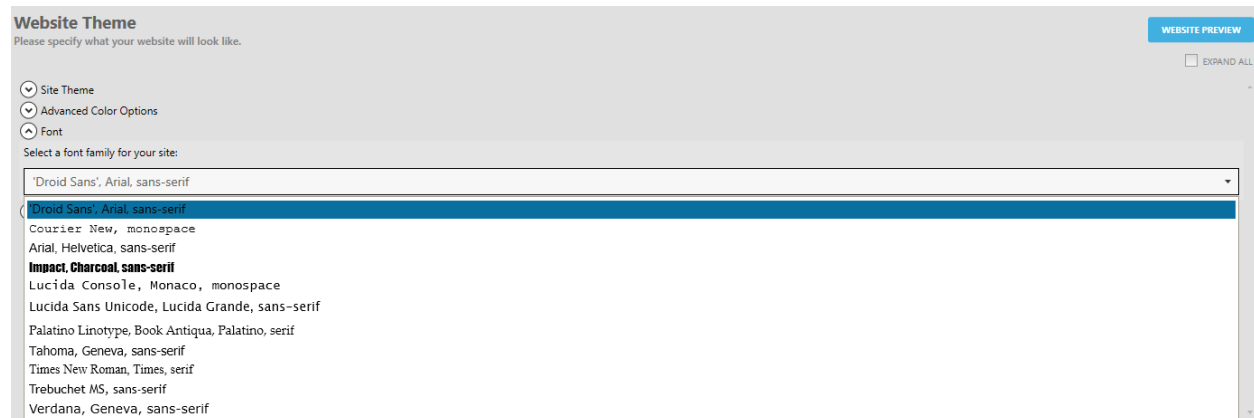 Website Theme
Please specify what your website will look like.
WEBSITE PREVIEW
EXPAND ALL
Site Theme
Advanced Color Options
Font
Select a font family for your site:
'Droid Sans', Arial, sans-serif
'Droid Sans', Arial, sans-serif
Courier New, monospace
Arial, Helvetica, sans-serif
Impact, Charcoal, sans-serif
Lucida Console, Monaco, monospace
Lucida Sans Unicode, Lucida Grande, sans-serif
Palatino Linotype, Book Antiqua, Palatino, serif
Tahoma, Geneva, sans-serif
Times New Roman, Times, serif
Trebuchet MS, sans-serif
Verdana, Geneva, sans-serif